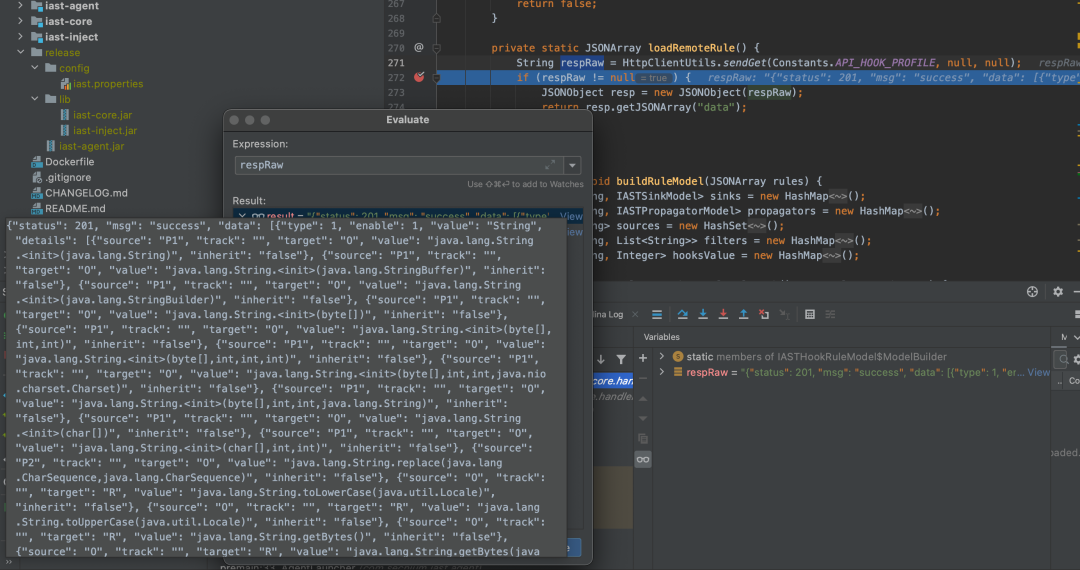 iast-agent
iast-core
iast-inject
release
config
iast.properties
lib
iast-core.jar
iast-inject.jar
iast-agent.jar
Dockerfile
.gitignore
CHANGELOG.md
README.md
267
return false;
268
}
269
270
@
private static JSONArray loadRemoteRule() {
271
String respRaw = HttpClientUtils.sendGet(Constants.API_HOOK_PROFILE, null, null);
respRaw
272
if (respRaw != null = true ) {
respRaw: "{"status": 201, "msg": "success", "data": [{"type"
273
JSONObject resp = new JSONObject(respRaw);
274
return resp.getJSONArray("data");
buildRuleModel(JSONArray rules) {
IASTSinkModel> sinks = new HashMap<~>();
IASTPropagatorModel> propagators = new HashMap<~>();
> sources = new HashSet<~>();
List<String>> filters = new HashMap<~>();
Integer> hooksValue = new HashMap<~>();
Evaluate
Expression:
respRaw
Use ⇧⌘⏎ to add to Watches
Result:
result = "{"status": 201, "msg": "success", "data": [{"type"
View
{"status": 201, "msg": "success", "data": [{"type": 1, "enable": 1, "value": "String",
"details": [{"source": "P1", "track": "", "target": "O", "value": "java.lang.String
.<init>(java.lang.String)", "inherit": "false"}, {"source": "P1", "track": "",
"target": "O", "value": "java.lang.String.<init>(java.lang.StringBuffer)", "inherit":
"false"}, {"source": "P1", "track": "", "target": "O", "value": "java.lang.String
.<init>(java.lang.StringBuilder)", "inherit": "false"}, {"source": "P1", "track": "",
"target": "O", "value": "java.lang.String.<init>(byte[])", "inherit": "false"},
{"source": "P1", "track": "", "target": "O", "value": "java.lang.String.<init>(byte[],
int,int)", "inherit": "false"}, {"source": "P1", "track": "", "target": "O", "value":
"java.lang.String.<init>(byte[],int,int,int)", "inherit": "false"}, {"source": "P1",
"track": "", "target": "O", "value": "java.lang.String.<init>(byte[],int,int,java.nio
.charset.Charset)", "inherit": "false"}, {"source": "P1", "track": "", "target": "O",
"value": "java.lang.String.<init>(byte[],int,int,java.lang.String)", "inherit":
"false"}, {"source": "P1", "track": "", "target": "O", "value": "java.lang.String
.<init>(char[])", "inherit": "false"}, {"source": "P1", "track": "", "target": "O",
"value": "java.lang.String.<init>(char[],int,int)", "inherit": "false"}, {"source":
"P2", "track": "", "target": "O", "value": "java.lang.String.replace(java.lang
.CharSequence,java.lang.CharSequence)", "inherit": "false"}, {"source": "O", "track":
"", "target": "R", "value": "java.lang.String.toLowerCase(java.util.Locale)",
"inherit": "false"}, {"source": "O", "track": "", "target": "R", "value": "java.lang
.String.toUpperCase(java.util.Locale)", "inherit": "false"}, {"source": "O", "track":
"", "target": "R", "value": "java.lang.String.getBytes()", "inherit": "false"},
{"source": "O", "track": "", "target": "R", "value": "java.lang.String.getBytes(java
Log
Variables
static members of IASTHookRuleModel$ModelBuilder
respRaw = "{"status": 201, "msg": "success", "data": [{"type": 1, "en... View